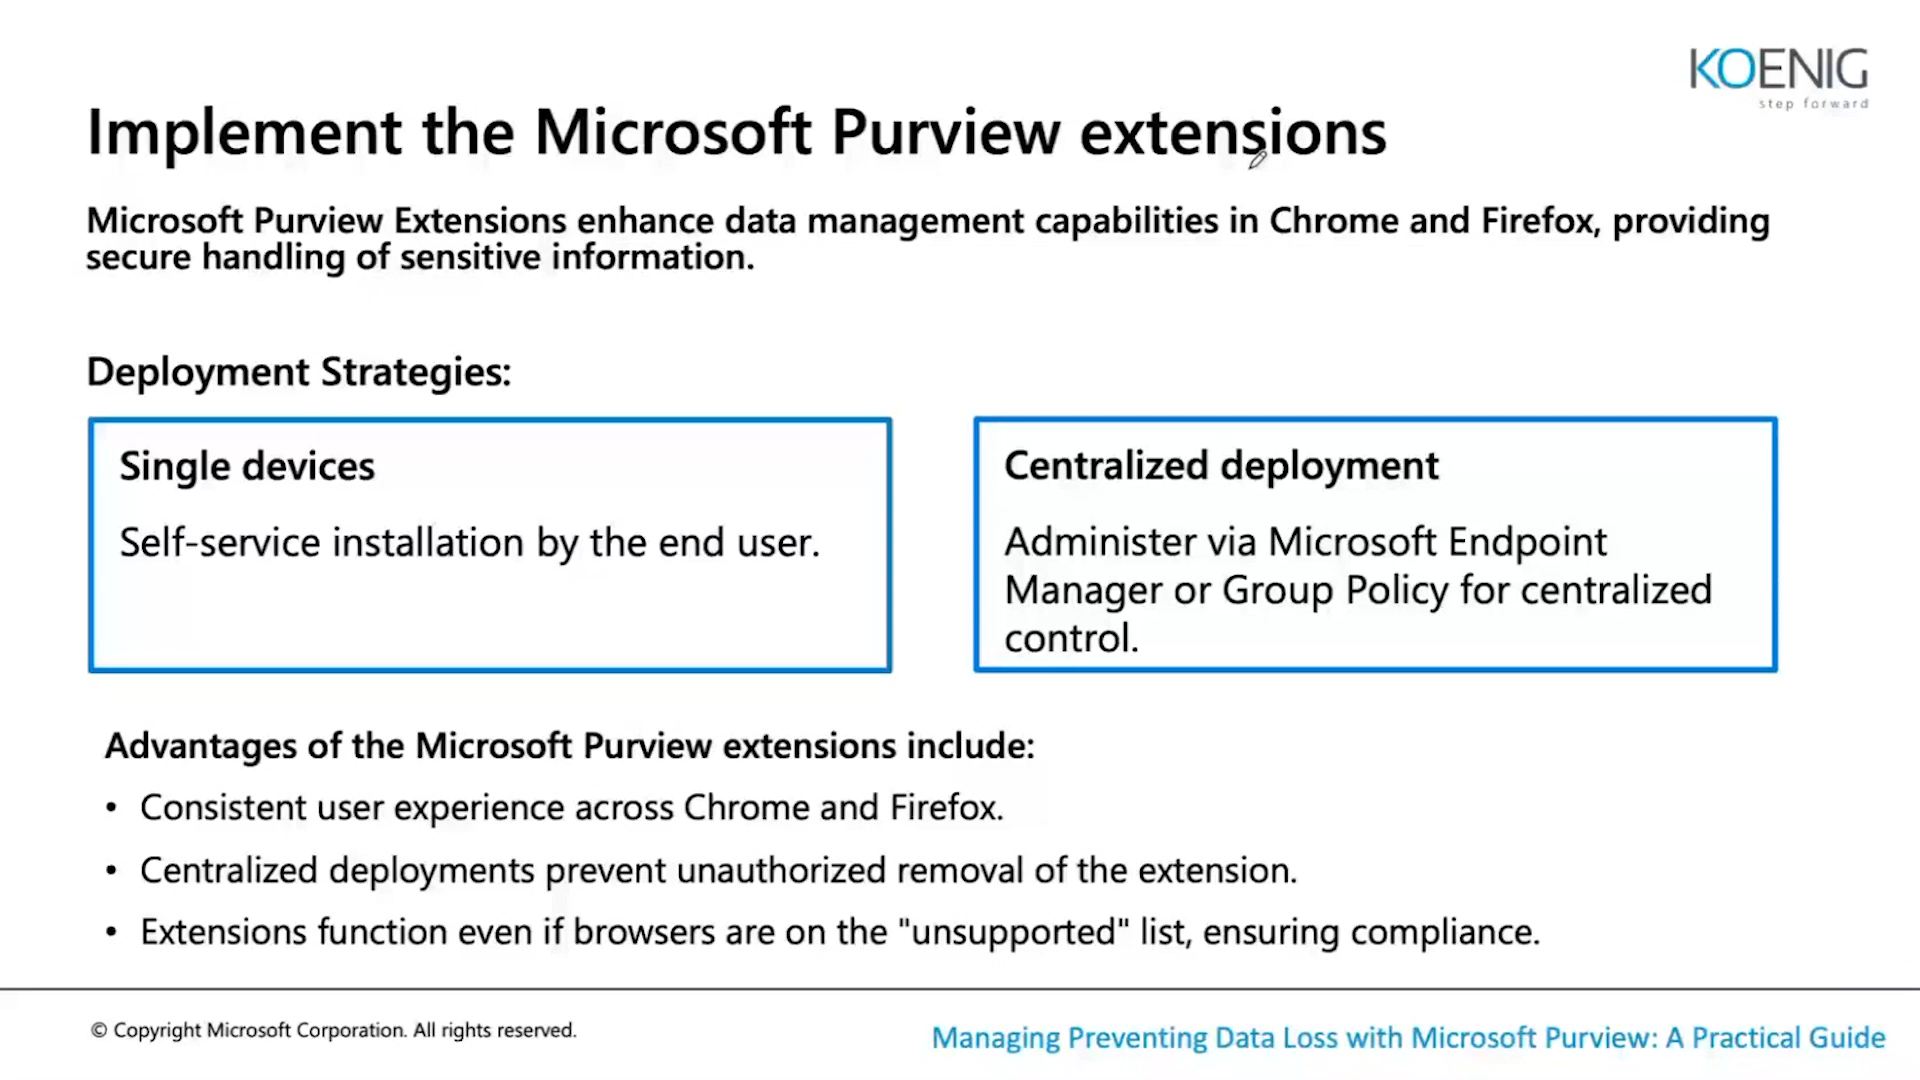 KOENIG
step forward
Implement the Microsoft Purview extensions
Microsoft Purview Extensions enhance data management capabilities in Chrome and Firefox, providing
secure handling of sensitive information.
Deployment Strategies:
Single devices
Self-service installation by the end user.
Centralized deployment
Administer via Microsoft Endpoint
Manager or Group Policy for centralized
control.
Advantages of the Microsoft Purview extensions include:
• Consistent user experience across Chrome and Firefox.
• Centralized deployments prevent unauthorized removal of the extension.
• Extensions function even if browsers are on the "unsupported" list, ensuring compliance.
© Copyright Microsoft Corporation. All rights reserved.
Managing Preventing Data Loss with Microsoft Purview: A Practical Guide